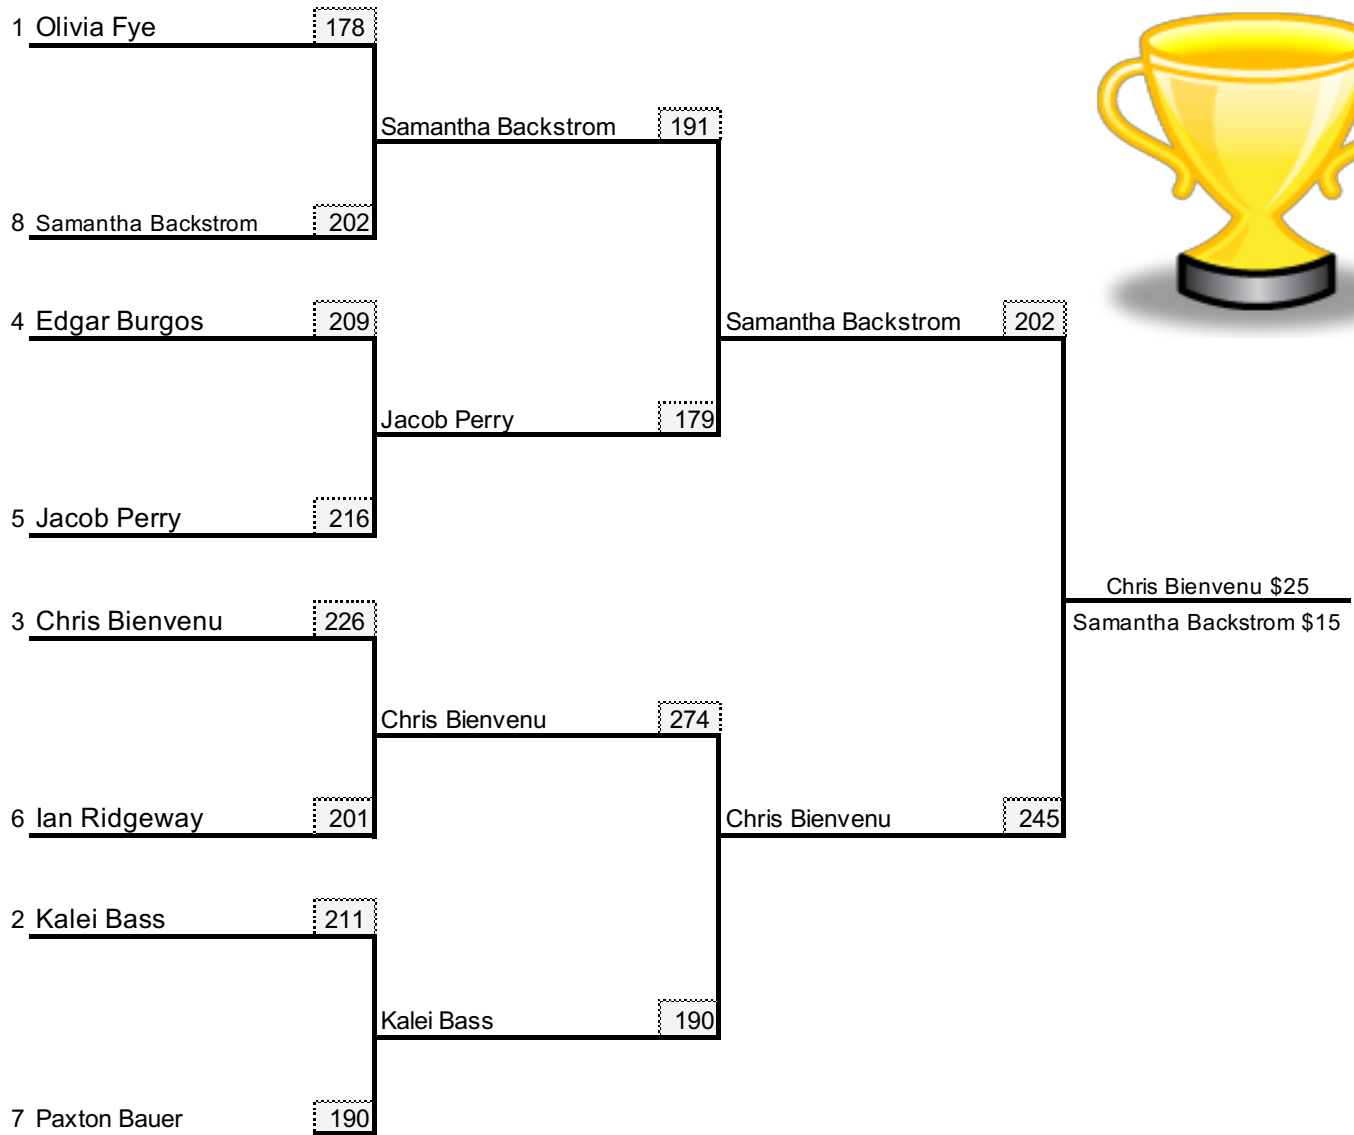 1 Olivia Fye 178
Samantha Backstrom 191
8 Samantha Backstrom 202
4 Edgar Burgos 209
Samantha Backstrom 202
Jacob Perry 179
5 Jacob Perry 216
Chris Bienvenu $25
3 Chris Bienvenu 226
Samantha Backstrom $15
Chris Bienvenu 274
6 Ian Ridgeway 201
Chris Bienvenu 245
2 Kalei Bass 211
Kalei Bass 190
7 Paxton Bauer 190